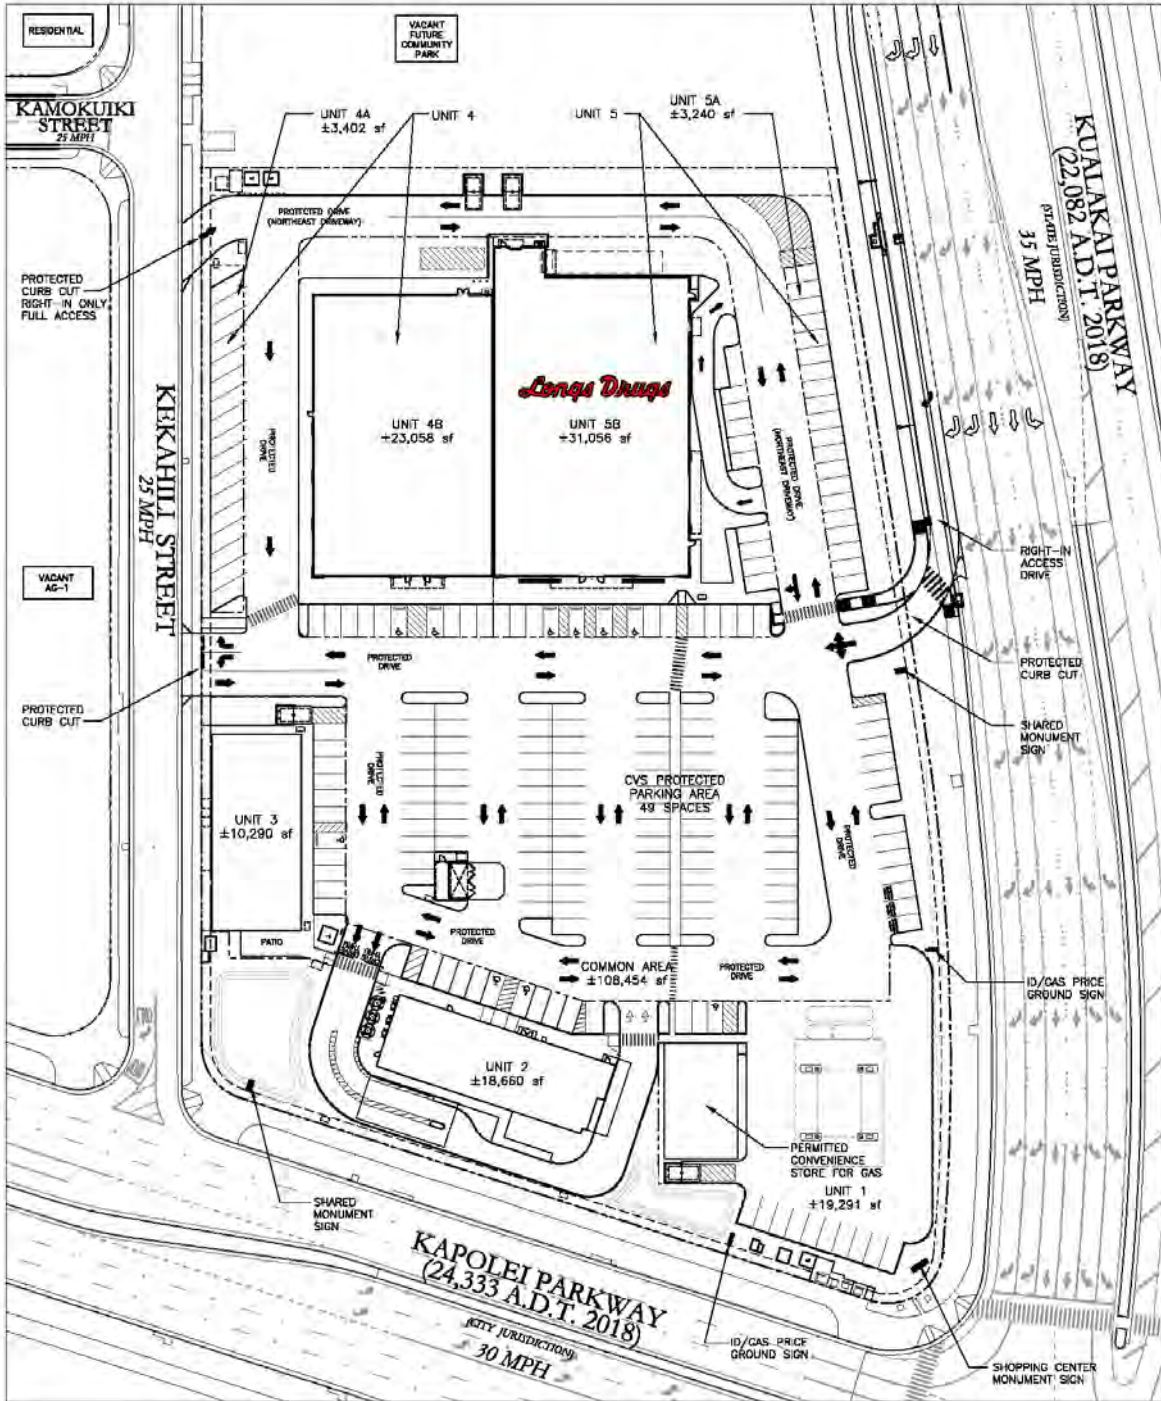 RESIDENTIAL
VACANT
FUTURE
COMMUNITY
PARK
KAMOKUIKI
STREET
25 MPH
UNIT 4A
±3,402 sf
UNIT 4
UNIT 5
UNIT 5A
±3,240 sf
KUALAKAI PARKWAY
(22,082 A.D.T. 2018)
(STATE JURISDICTION)
35 MPH
PROTECTED DRIVE
(NORTHEAST DRIVEWAY)
PROTECTED
CURB CUT
RIGHT-IN ONLY
FULL ACCESS
KEKAHILI STREET
25 MPH
PROTECTED
DRIVE
UNIT 4B
±23,058 sf
Longs Drugs
UNIT 5B
±31,056 sf
PROTECTED DRIVE
(NORTHEAST DRIVEWAY)
RIGHT-IN
ACCESS
DRIVE
VACANT
AG-1
PROTECTED
DRIVE
PROTECTED
CURB CUT
PROTECTED
CURB CUT
SHARED
MONUMENT
SIGN
PROTECTED
DRIVE
CVS PROTECTED
PARKING AREA
49 SPACES
UNIT 3
±10,290 sf
PROTECTED
DRIVE
PATIO
PROTECTED
DRIVE
COMMON AREA
±108,454 sf
PROTECTED
DRIVE
ID/GAS PRICE
GROUND SIGN
UNIT 2
±18,660 sf
PERMITTED
CONVENIENCE
STORE FOR GAS
UNIT 1
±19,291 sf
SHARED
MONUMENT
SIGN
KAPOLEI PARKWAY
(24,333 A.D.T. 2018)
(CITY JURISDICTION)
30 MPH
ID/GAS PRICE
GROUND SIGN
SHOPPING CENTER
MONUMENT SIGN